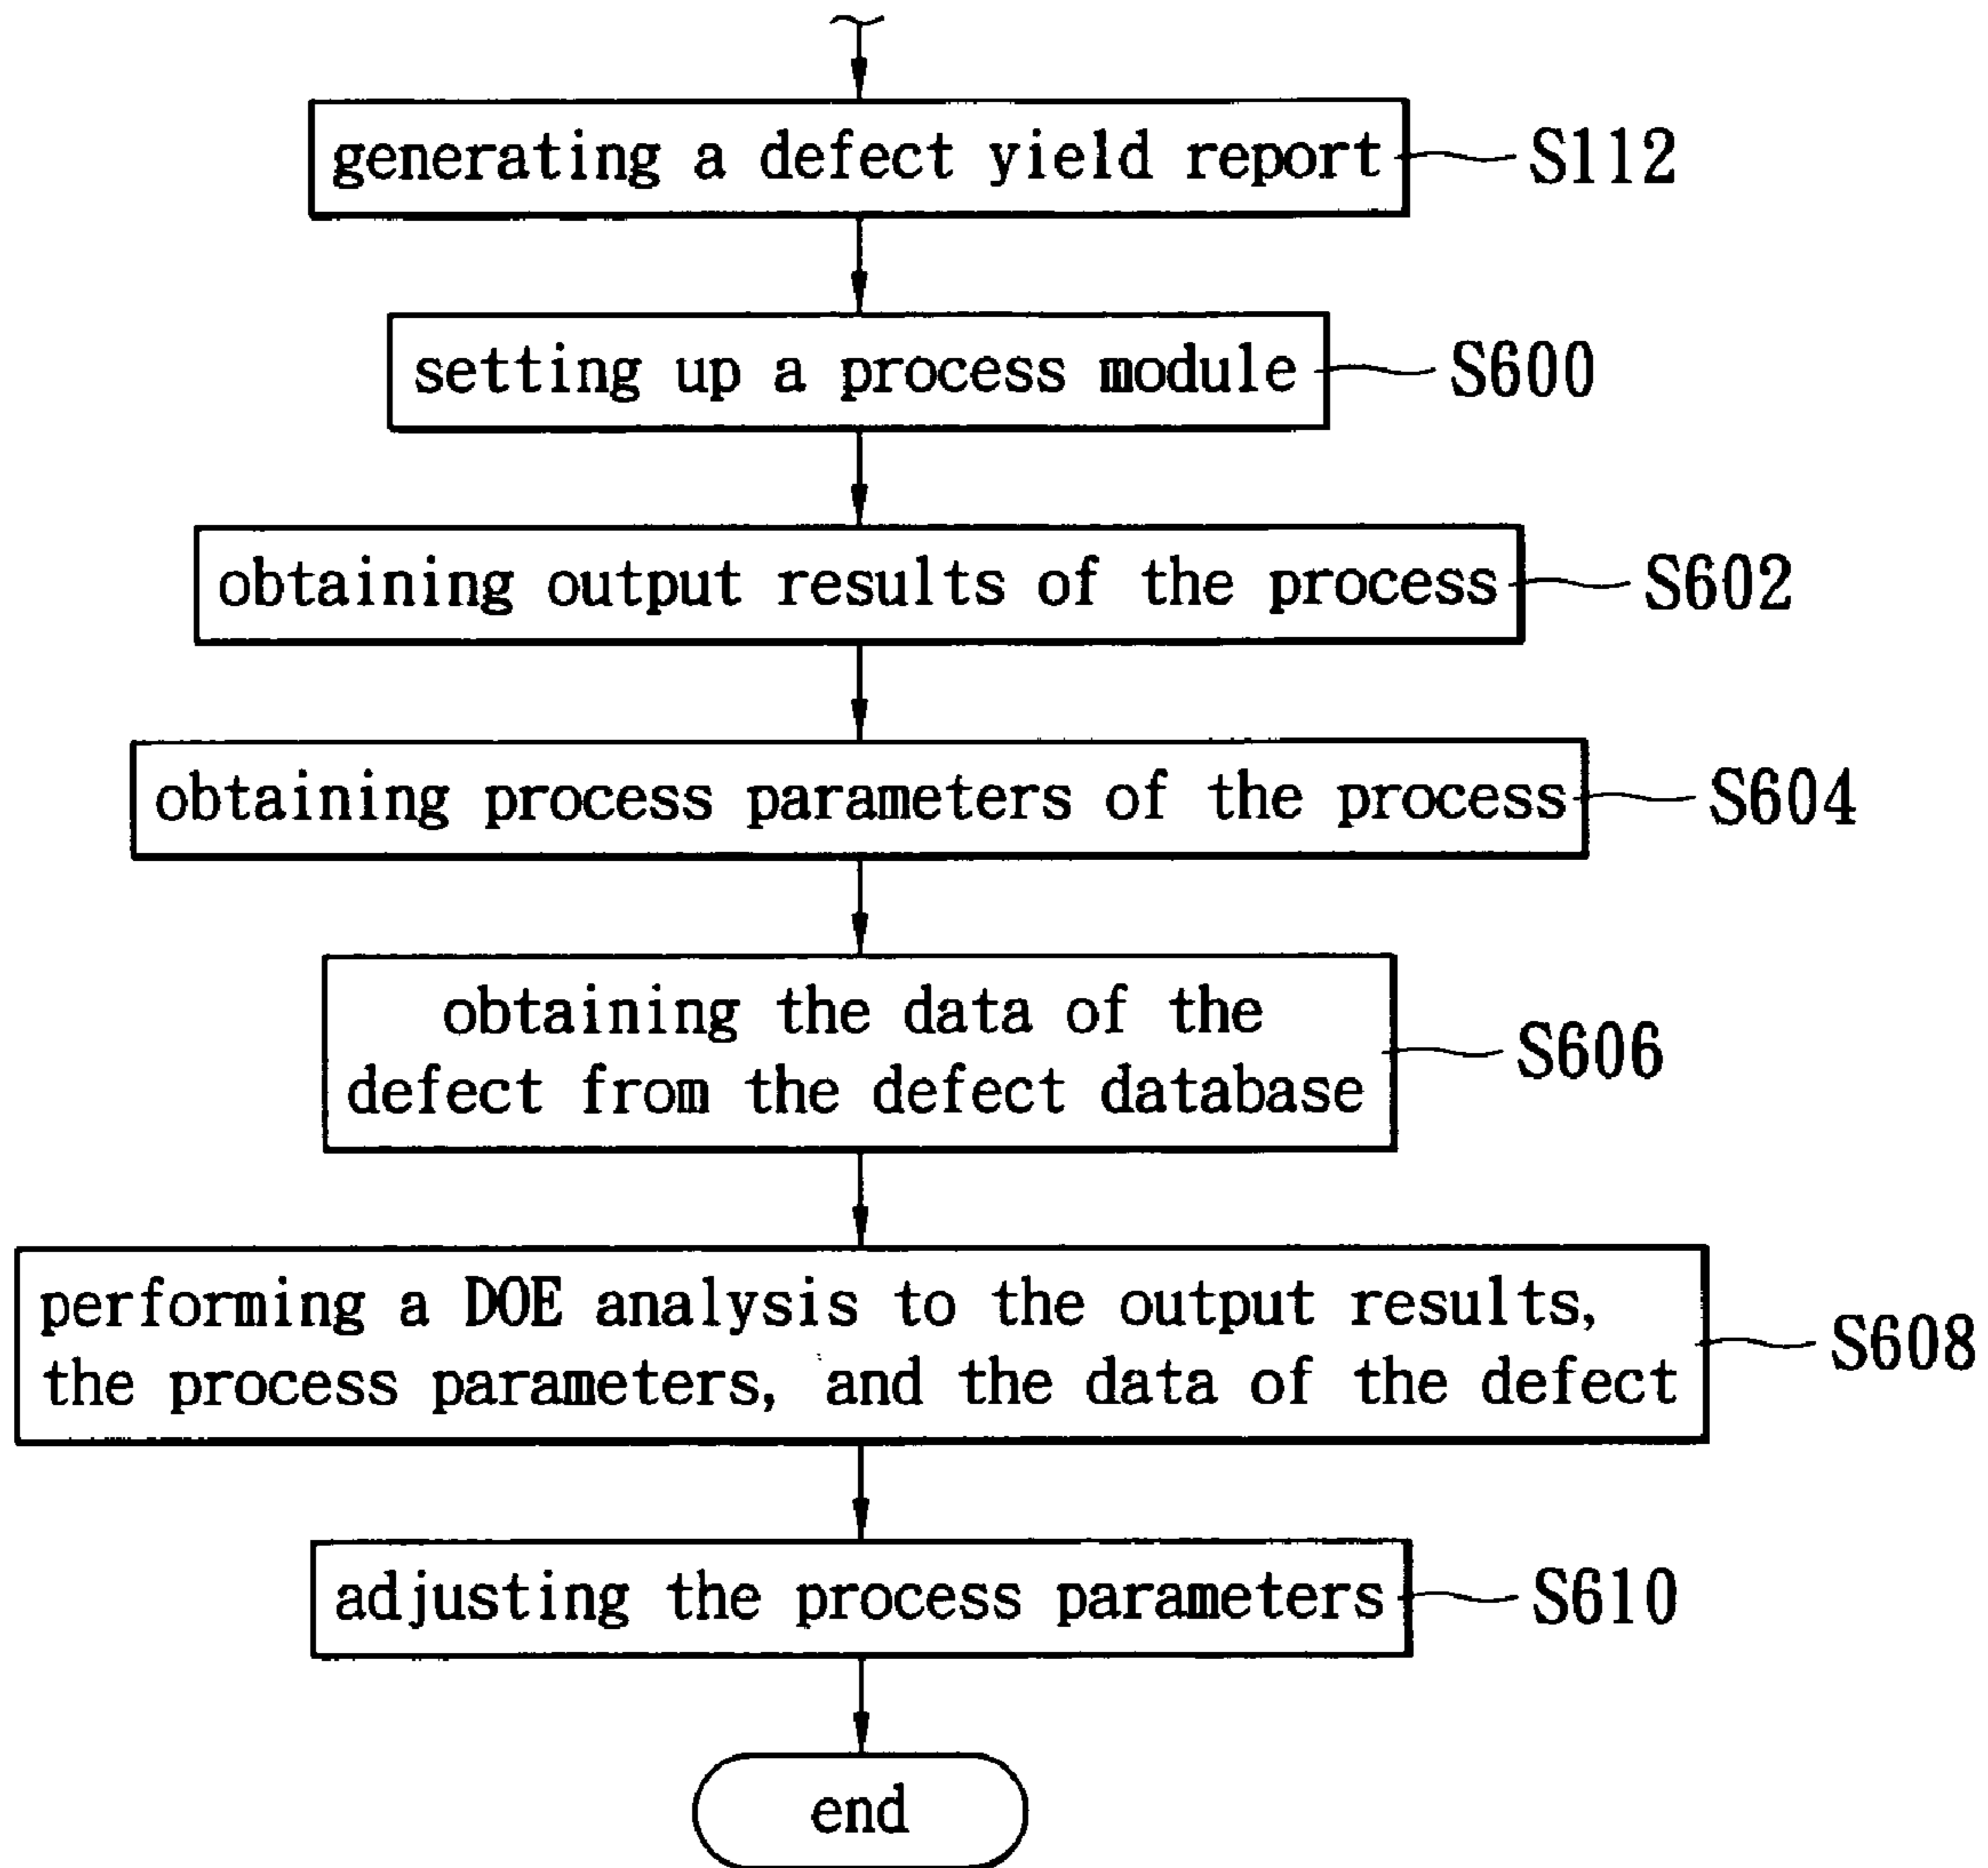 generating a defect yield report
S112
setting up a process module
S600
obtaining output results of the process
S602
obtaining process parameters of the process
S604
obtaining the data of the
defect from the defect database
S606
performing a DOE analysis to the output results,
the process parameters, and the data of the defect
S608
adjusting the process parameters
S610
end